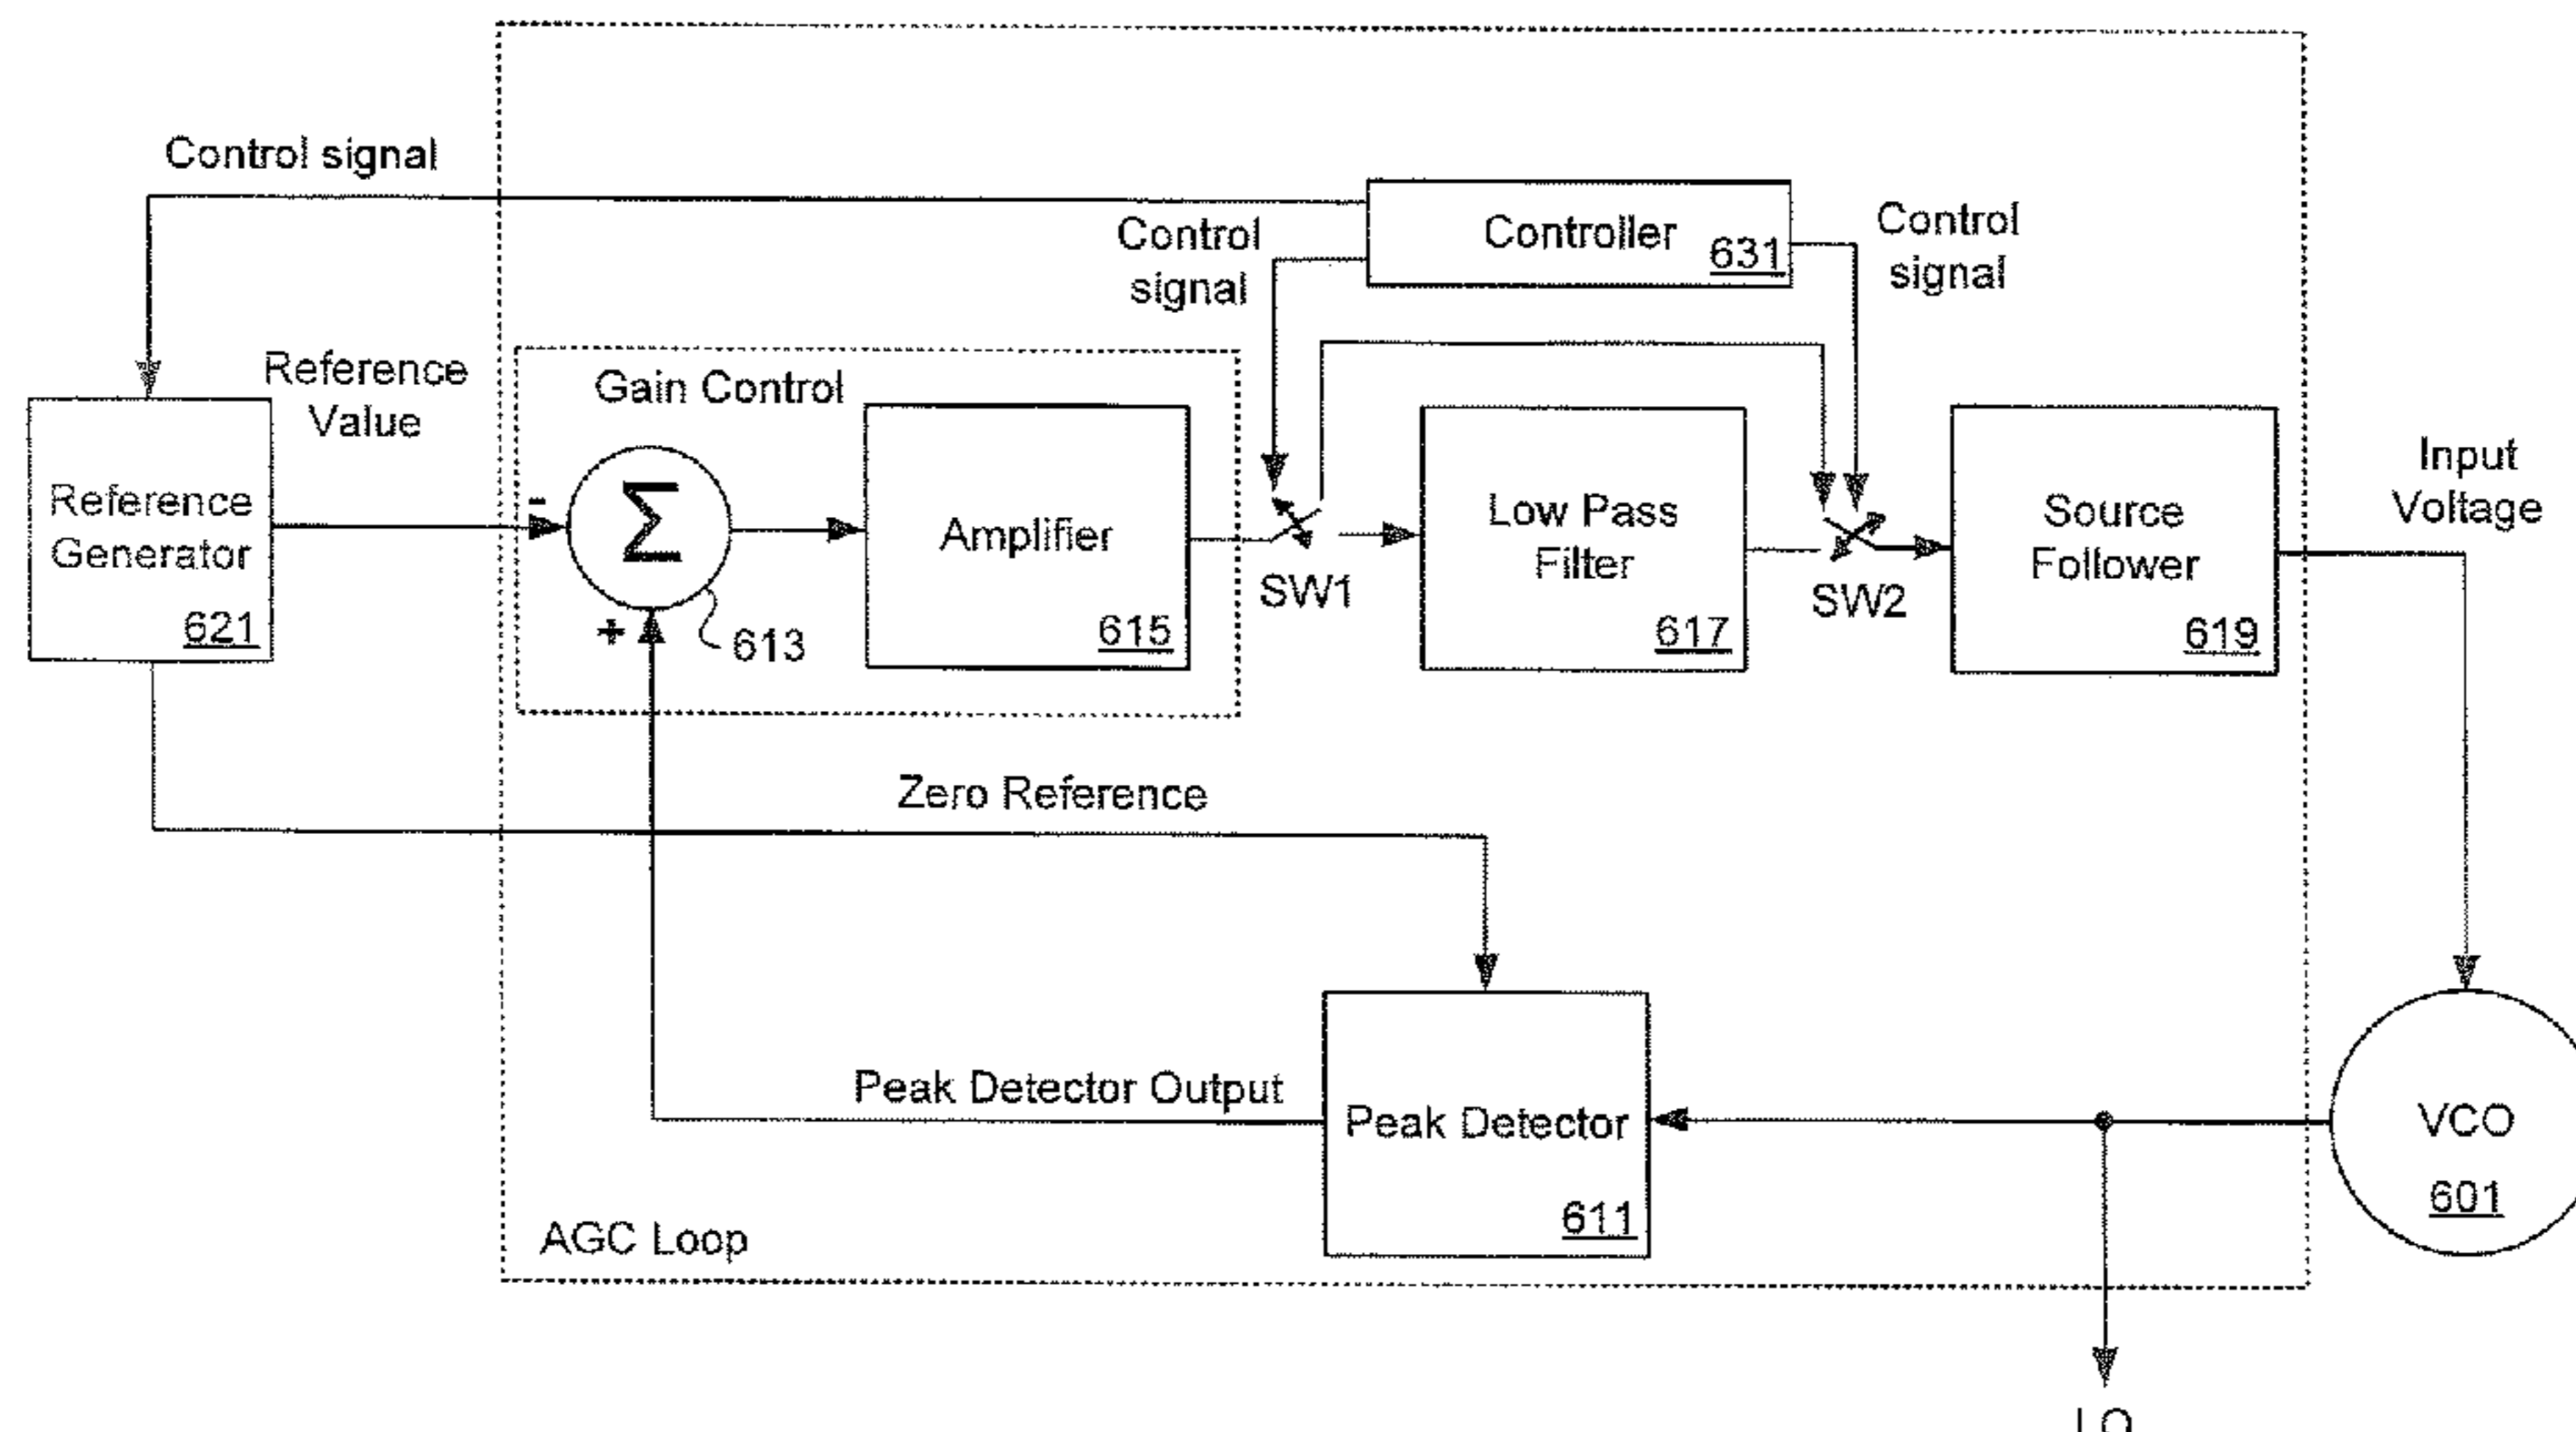 Control signal
Control
signal
Controller
631
Control
signal
Reference
Value
Gain Control
Reference
Generator
621
-
Σ
+
613
Amplifier
615
SW1
Low Pass
Filter
617
SW2
Source
Follower
619
Input
Voltage
Zero Reference
Peak Detector Output
Peak Detector
611
VCO
601
AGC Loop
LO